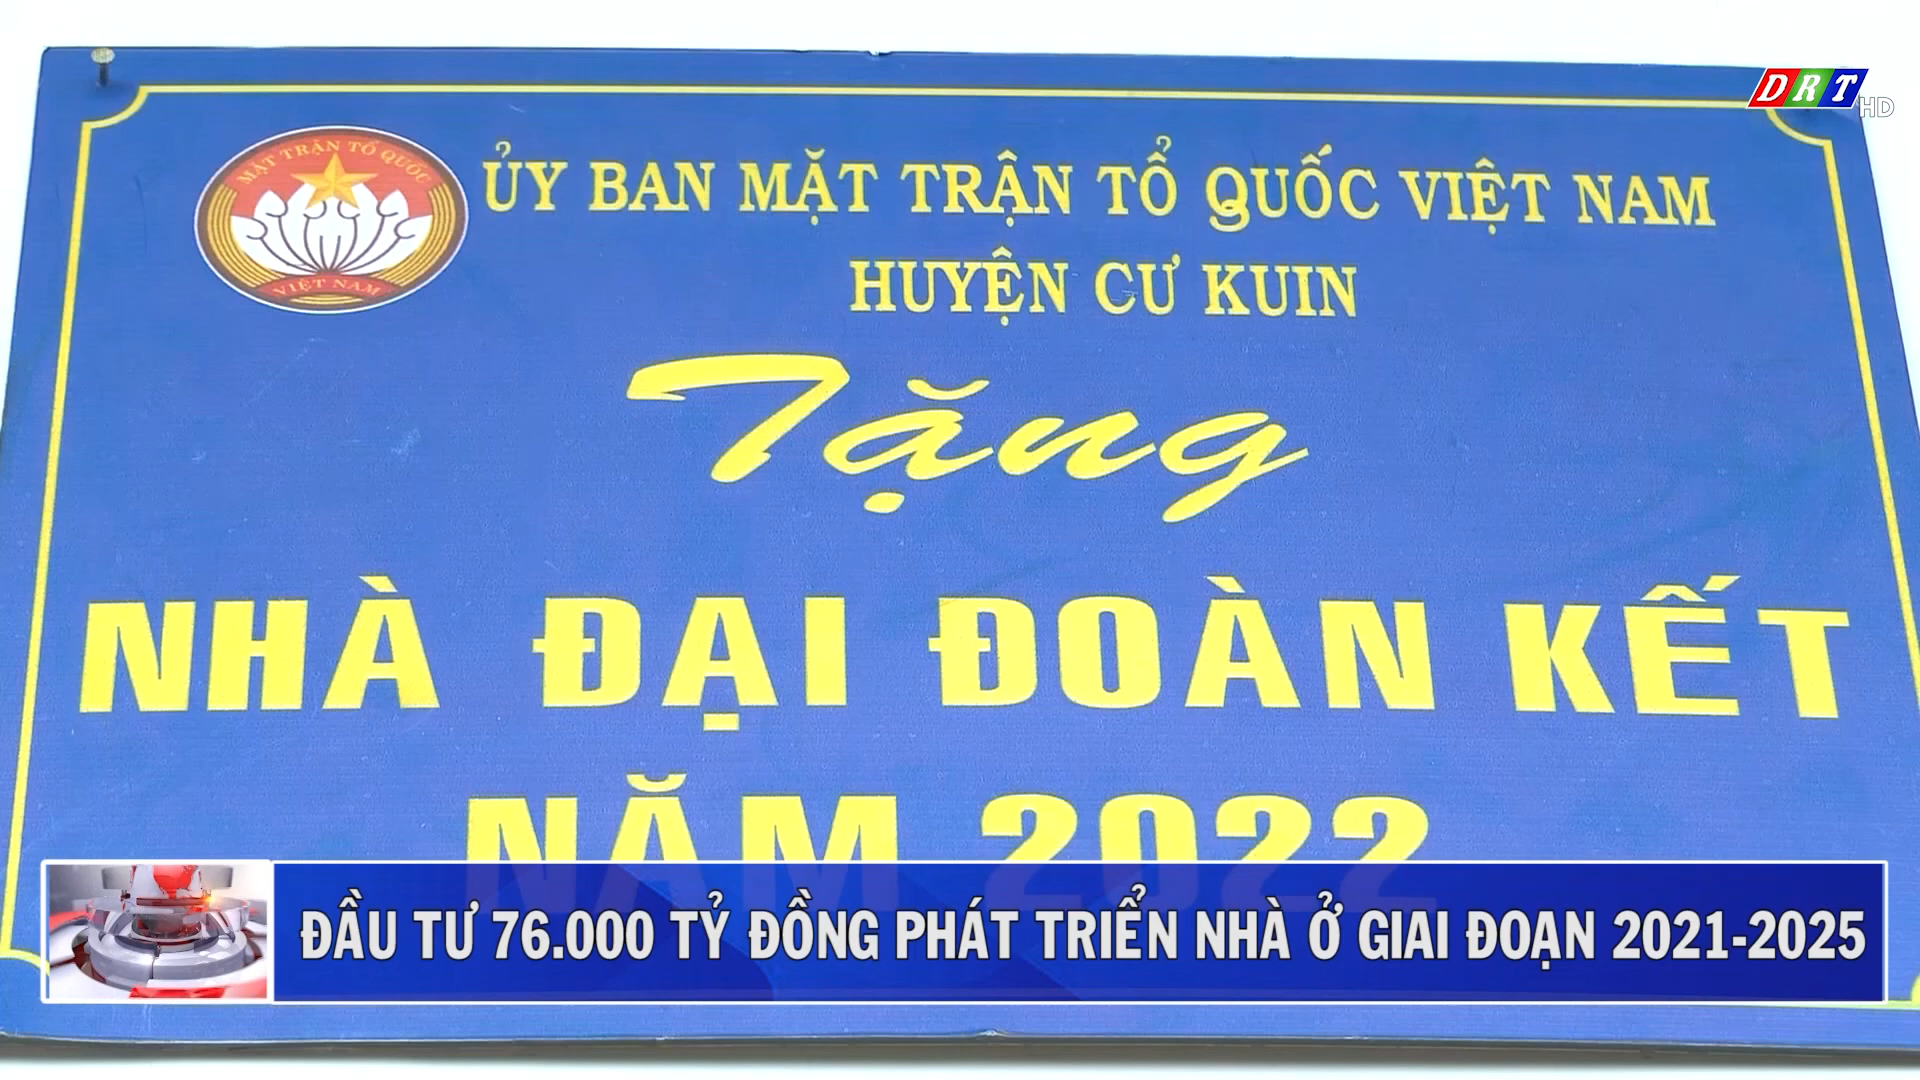 DRT HD
MẶT TRẬN TỔ QUỐC
VIỆT NAM
ỦY BAN MẶT TRẬN TỔ QUỐC VIỆT NAM
HUYỆN CƯ KUIN
Tặng
NHÀ ĐẠI ĐOÀN KẾT
NĂM 2022
ĐẦU TƯ 76.000 TỶ ĐỒNG PHÁT TRIỂN NHÀ Ở GIAI ĐOẠN 2021-2025